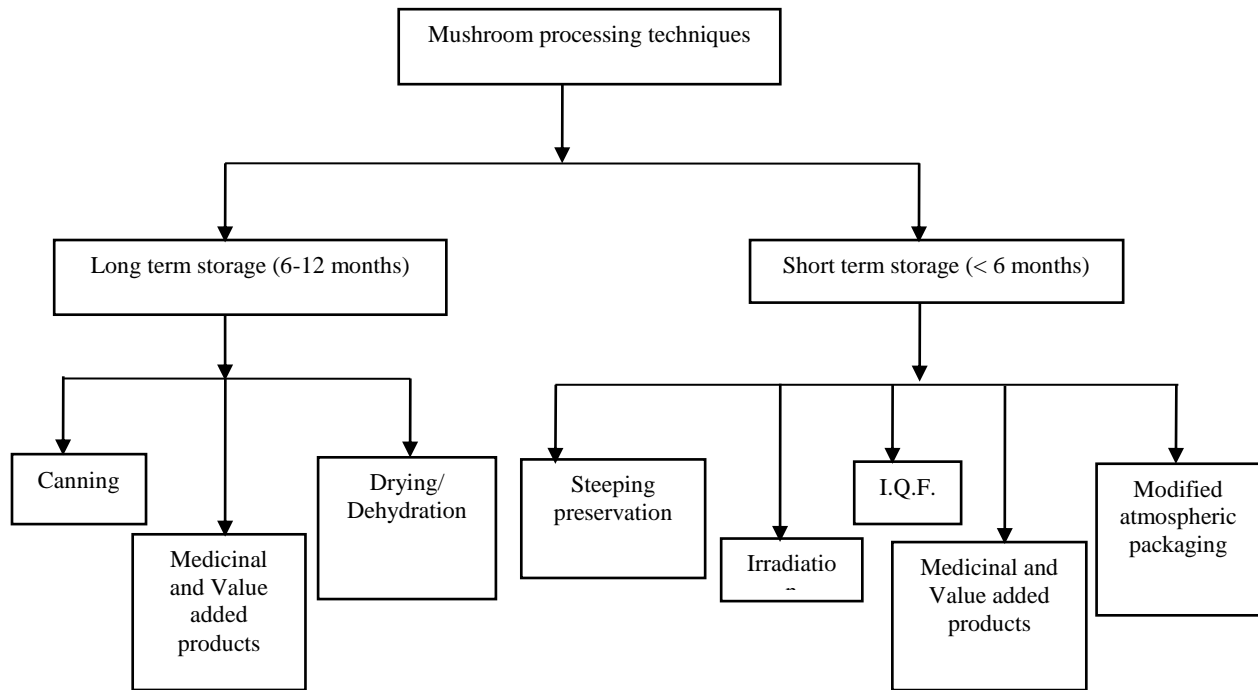 Mushroom processing techniques
Long term storage (6-12 months)
Short term storage (< 6 months)
Canning
Medicinal
and Value
added
products
Drying/
Dehydration
Steeping
preservation
Irradiatio
n
I.Q.F.
Medicinal and
Value added
products
Modified
atmospheric
packaging